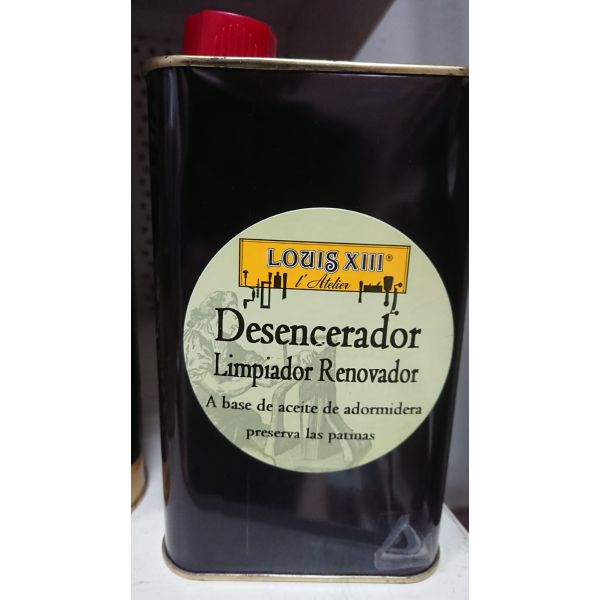 LOUIS XIII®
l'Atelier
Desencerador
Limpiador Renovador
A base de aceite de adormidera
preserva las patinas